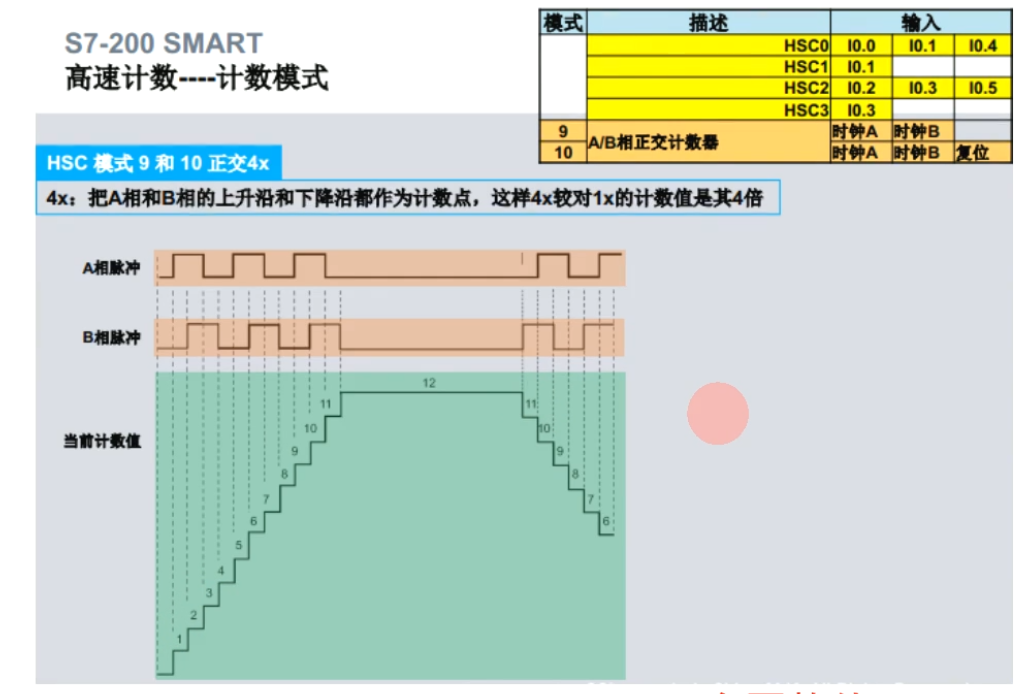 S7-200 SMART
高速计数----计数模式
模式 描述 输入
HSC0 I0.0 I0.1 I0.4
HSC1 I0.1
HSC2 I0.2 I0.3 I0.5
HSC3 I0.3
9 A/B相正交计数器 时钟A 时钟B
10 时钟A 时钟B 复位
HSC 模式 9 和 10 正交4x
4x：把A相和B相的上升沿和下降沿都作为计数点，这样4x较对1x的计数值是其4倍
A相脉冲
B相脉冲
当前计数值
12
11 11
10 10
9 9
8 8
7 7
6 6
5
4
3
2
1